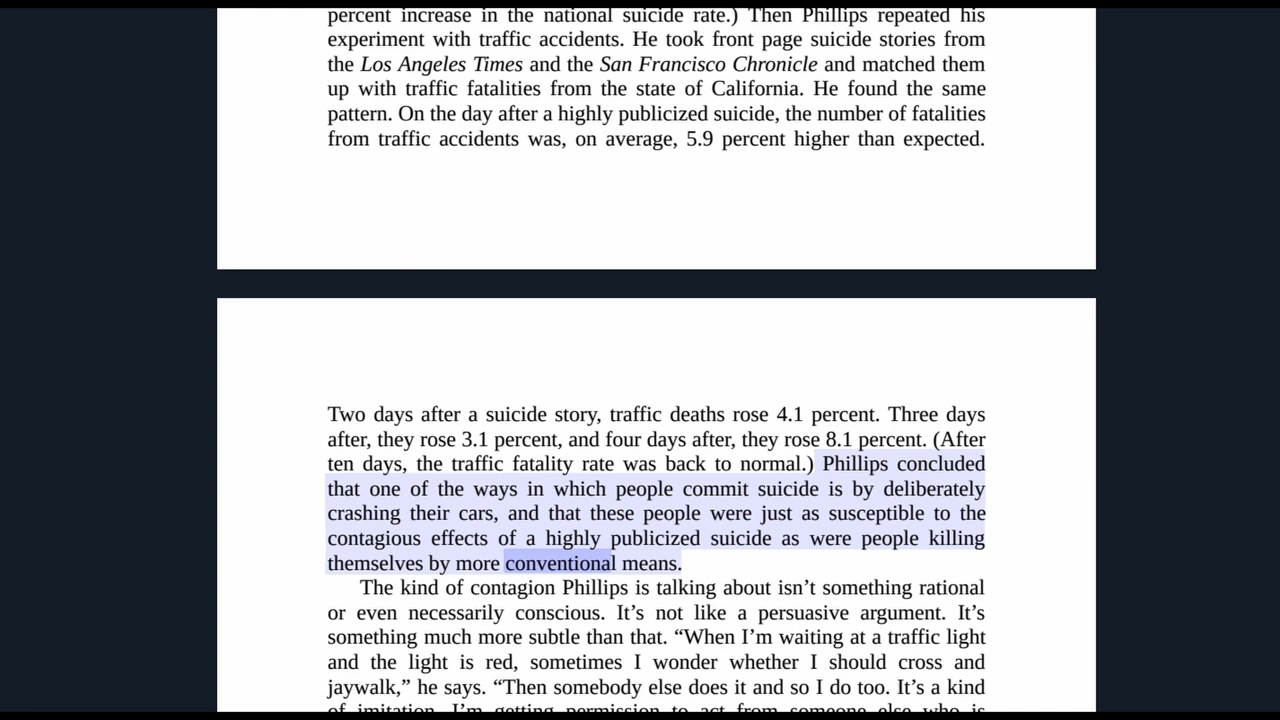 percent increase in the national suicide rate.) Then Phillips repeated his
experiment with traffic accidents. He took front page suicide stories from
the Los Angeles Times and the San Francisco Chronicle and matched them
up with traffic fatalities from the state of California. He found the same
pattern. On the day after a highly publicized suicide, the number of fatalities
from traffic accidents was, on average, 5.9 percent higher than expected.
Two days after a suicide story, traffic deaths rose 4.1 percent. Three days
after, they rose 3.1 percent, and four days after, they rose 8.1 percent. (After
ten days, the traffic fatality rate was back to normal.) Phillips concluded
that one of the ways in which people commit suicide is by deliberately
crashing their cars, and that these people were just as susceptible to the
contagious effects of a highly publicized suicide as were people killing
themselves by more conventional means.
The kind of contagion Phillips is talking about isn’t something rational
or even necessarily conscious. It’s not like a persuasive argument. It’s
something much more subtle than that. “When I’m waiting at a traffic light
and the light is red, sometimes I wonder whether I should cross and
jaywalk,” he says. “Then somebody else does it and so I do too. It’s a kind
of imitation. I’m getting permission to act from someone else who is